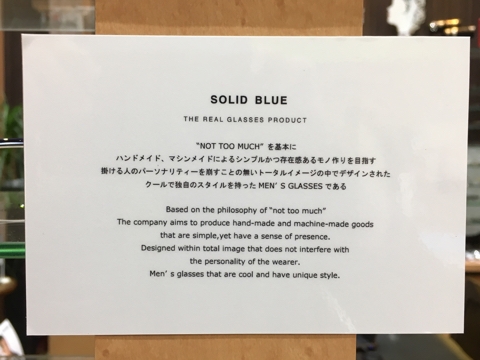 SOLID BLUE
THE REAL GLASSES PRODUCT
“NOT TOO MUCH” を基本に
ハンドメイド、マシンメイドによるシンプルかつ存在感あるモノ作りを目指す
掛ける人のパーソナリティーを崩すことの無いトータルイメージの中でデザインされた
クールで独自のスタイルを持った MEN’ S GLASSES である
Based on the philosophy of “not too much”
The company aims to produce hand-made and machine-made goods
that are simple,yet have a sense of presence.
Designed within total image that does not interfere with
the personality of the wearer.
Men’ s glasses that are cool and have unique style.